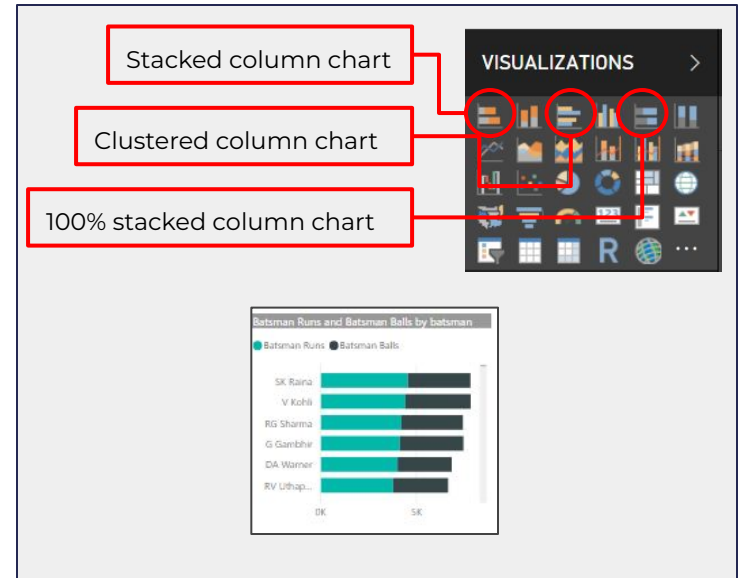 Stacked column chart
VISUALIZATIONS >
Clustered column chart
100% stacked column chart
123
R
...
Batsman Runs and Batsman Balls by batsman
Batsman Runs Batsman Balls
SK Raina
V Kohli
RG Sharma
G Gambhir
DA Warner
RV Uthap...
0K 5K